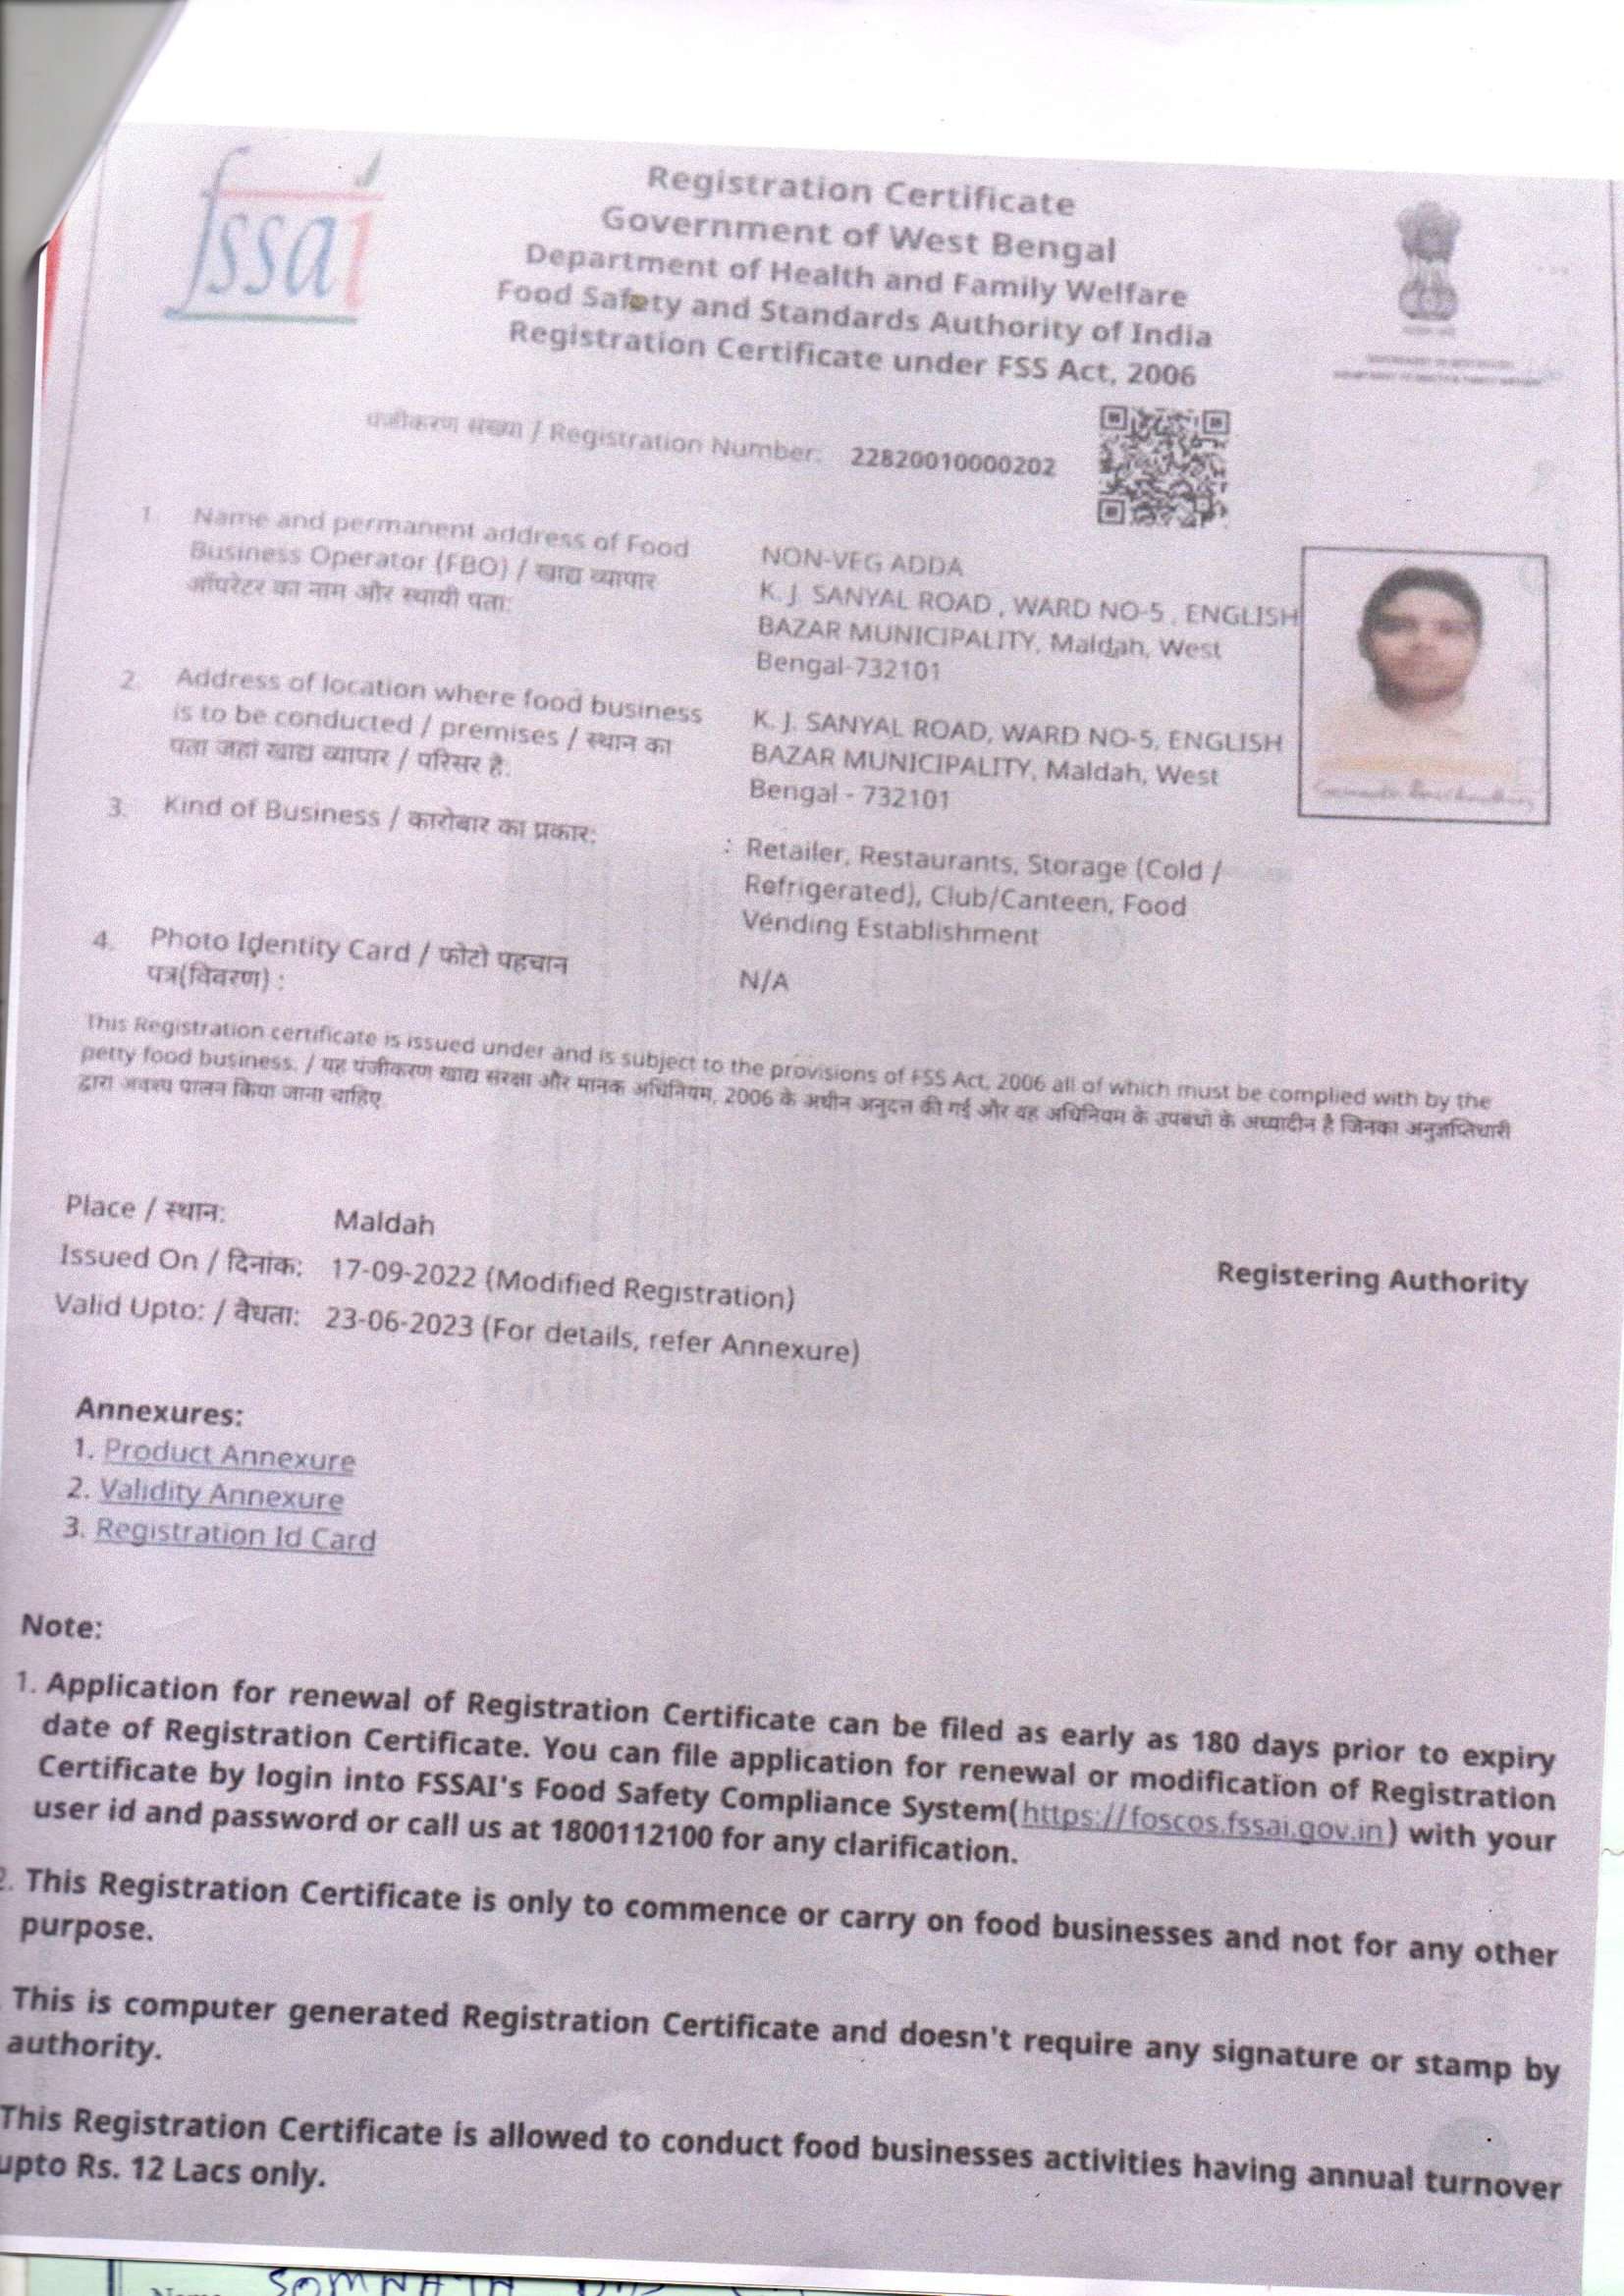 fssai
Registration Certificate
Government of West Bengal
Department of Health and Family Welfare
Food Safety and Standards Authority of India
Registration Certificate under FSS Act, 2006
पंजीकरण संख्या / Registration Number: 22820010000202
1. Name and permanent address of Food
Business Operator (FBO) / खाद्य व्यापार
ऑपरेटर का नाम और स्थायी पता:
NON-VEG ADDA
K. J. SANYAL ROAD , WARD NO-5 , ENGLISH
BAZAR MUNICIPALITY, Maldah, West
Bengal-732101
2. Address of location where food business
is to be conducted / premises / स्थान का
पता जहां खाद्य व्यापार / परिसर है:
K. J. SANYAL ROAD, WARD NO-5, ENGLISH
BAZAR MUNICIPALITY, Maldah, West
Bengal - 732101
3. Kind of Business / कारोबार का प्रकार:
: Retailer, Restaurants, Storage (Cold /
Refrigerated), Club/Canteen, Food
Vending Establishment
4. Photo Identity Card / फोटो पहचान
पत्र(विवरण) :
N/A
This Registration certificate is issued under and is subject to the provisions of FSS Act, 2006 all of which must be complied with by the
petty food business. / यह पंजीकरण खाद्य संरक्षा और मानक अधिनियम, 2006 के अधीन अनुदत्त की गई और वह अधिनियम के उपबंधों के अध्यादीन है जिनका अनुज्ञप्तिधारी
द्वारा अवश्य पालन किया जाना चाहिए.
Place / स्थान: Maldah
Issued On / दिनांक: 17-09-2022 (Modified Registration)
Valid Upto: / वैधता: 23-06-2023 (For details, refer Annexure)
Registering Authority
Annexures:
1. Product Annexure
2. Validity Annexure
3. Registration Id Card
Note:
1. Application for renewal of Registration Certificate can be filed as early as 180 days prior to expiry
date of Registration Certificate. You can file application for renewal or modification of Registration
Certificate by login into FSSAI's Food Safety Compliance System(https://foscos.fssai.gov.in) with your
user id and password or call us at 1800112100 for any clarification.
2. This Registration Certificate is only to commence or carry on food businesses and not for any other
purpose.
This is computer generated Registration Certificate and doesn't require any signature or stamp by
authority.
This Registration Certificate is allowed to conduct food businesses activities having annual turnover
upto Rs. 12 Lacs only.
Name SOMNATH